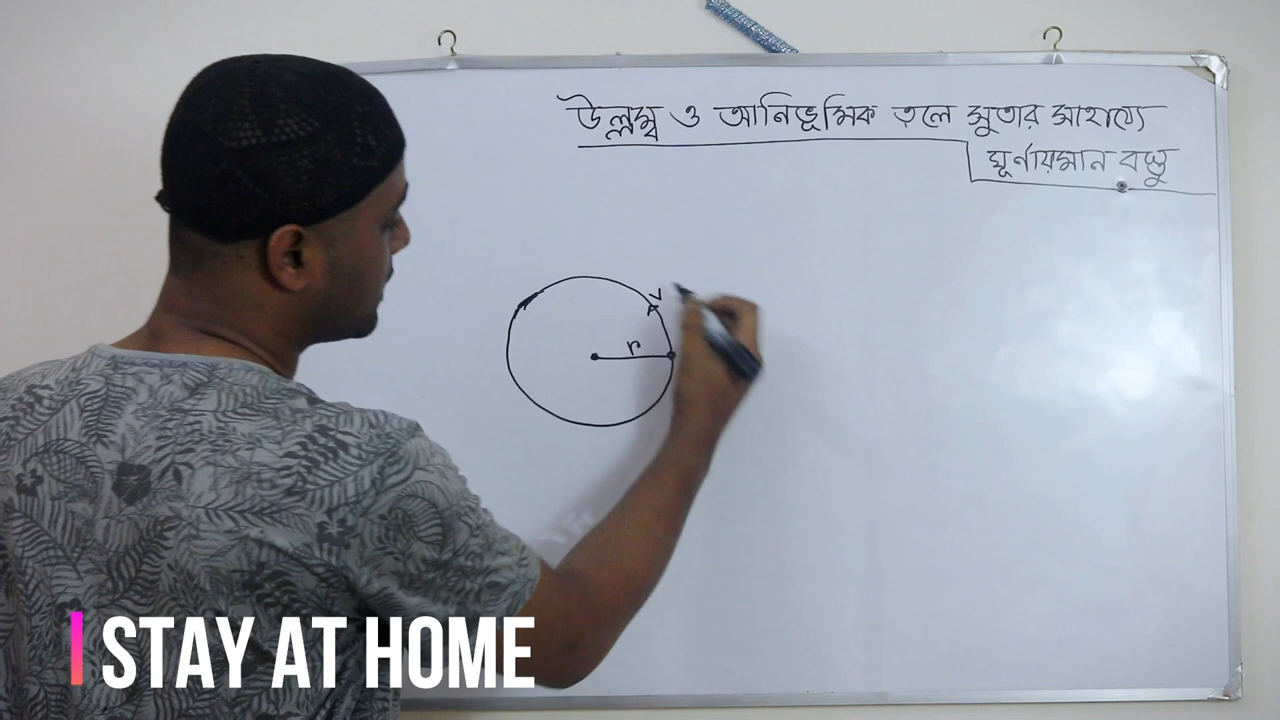 উল্লম্ব ও আনিভূমিক তলে সুতার সাহায্যে
ঘূর্ণায়মান বস্তু
v
r
STAY AT HOME